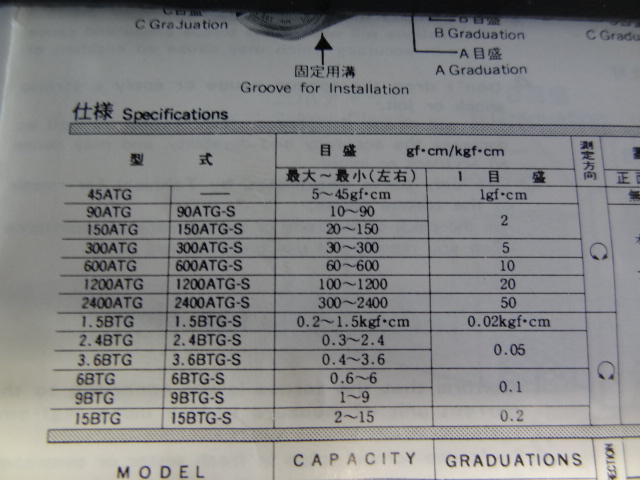 C 目盛
C Graduation
B 目盛
B Graduation
A 目盛
A Graduation
C Gradu
固定用溝
Groove for Installation
仕様 Specifications
型 式 目 盛 gf·cm/kgf·cm 測定方向
最大～最小(左右) 1 目 盛 正
45ATG — 5～45gf·cm 1gf·cm
90ATG 90ATG-S 10～90 2
150ATG 150ATG-S 20～150
300ATG 300ATG-S 30～300 5
600ATG 600ATG-S 60～600 10
1200ATG 1200ATG-S 100～1200 20
2400ATG 2400ATG-S 300～2400 50
1.5BTG 1.5BTG-S 0.2～1.5kgf·cm 0.02kgf·cm
2.4BTG 2.4BTG-S 0.3～2.4 0.05
3.6BTG 3.6BTG-S 0.4～3.6
6BTG 6BTG-S 0.6～6 0.1
9BTG 9BTG-S 1～9
15BTG 15BTG-S 2～15 0.2
MODEL CAPACITY GRADUATIONS RECTION